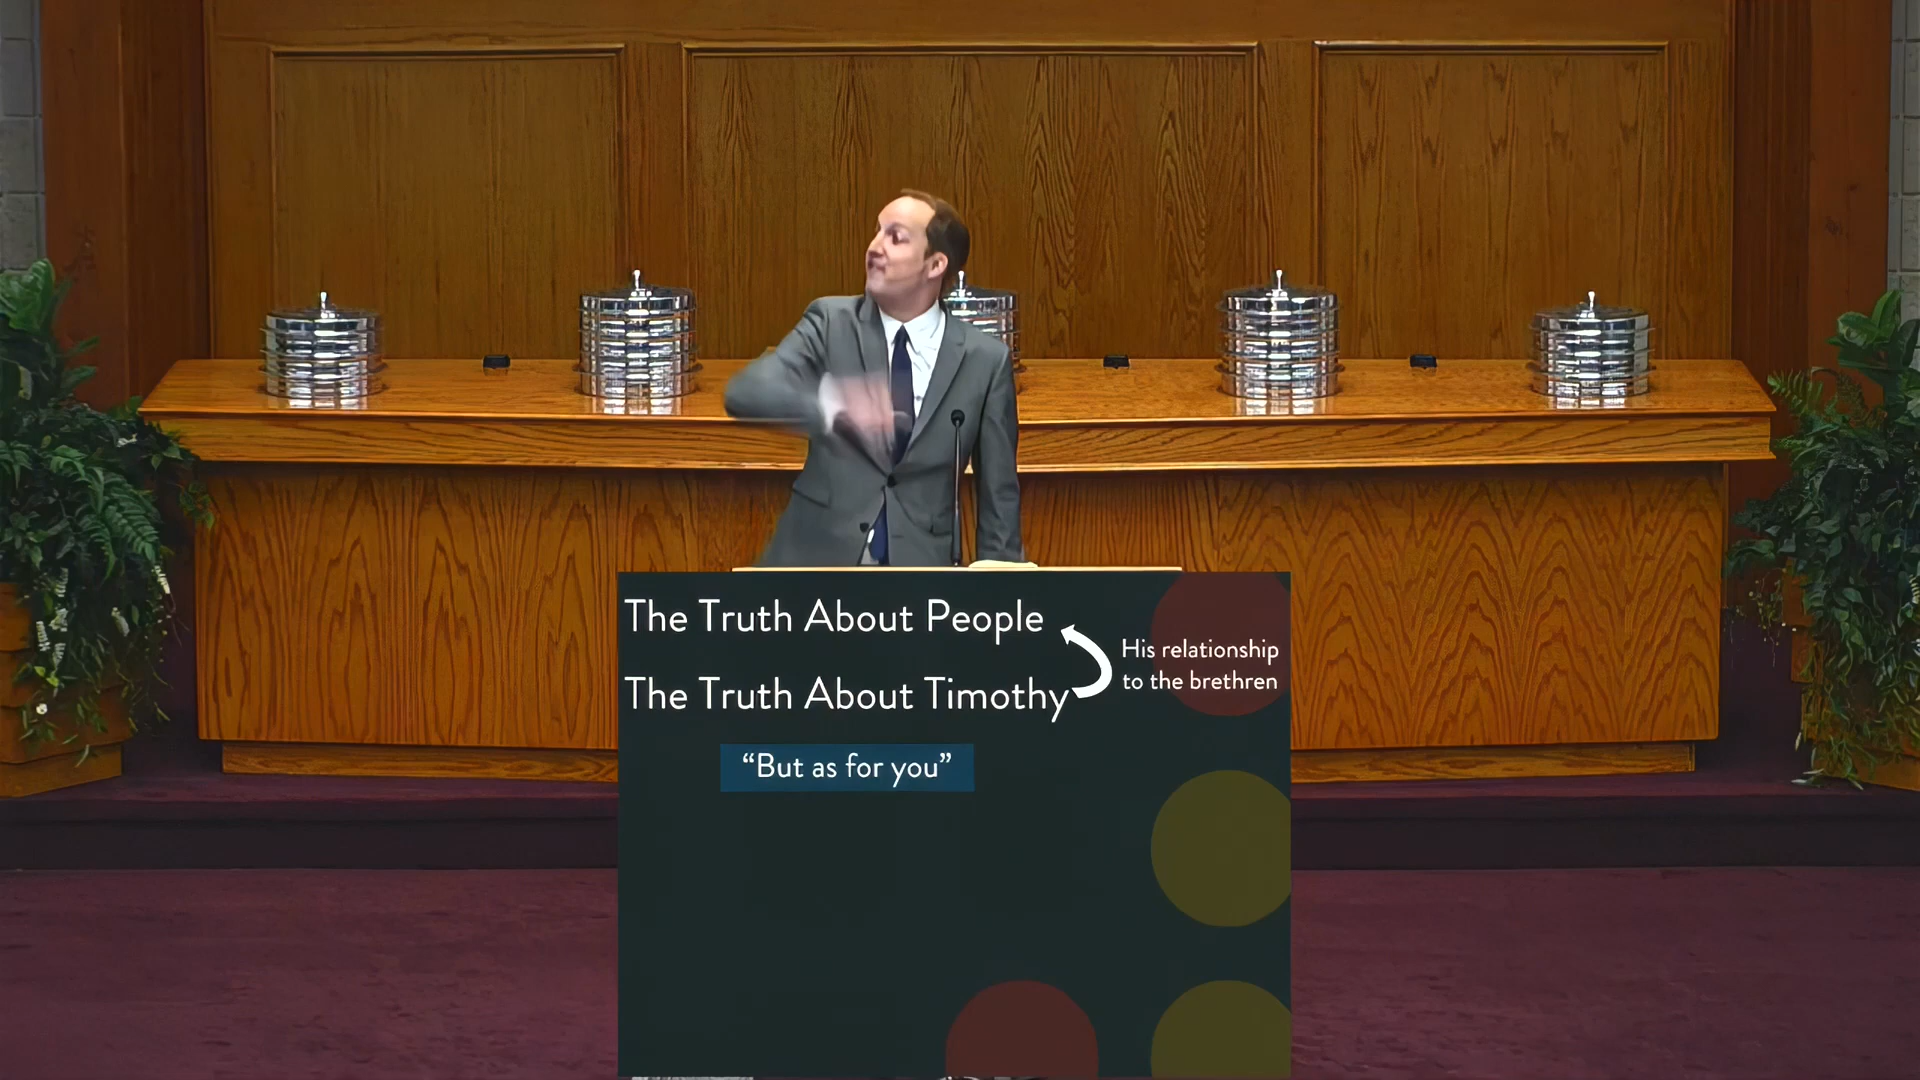 The Truth About People
His relationship
to the brethren
The Truth About Timothy
“But as for you”